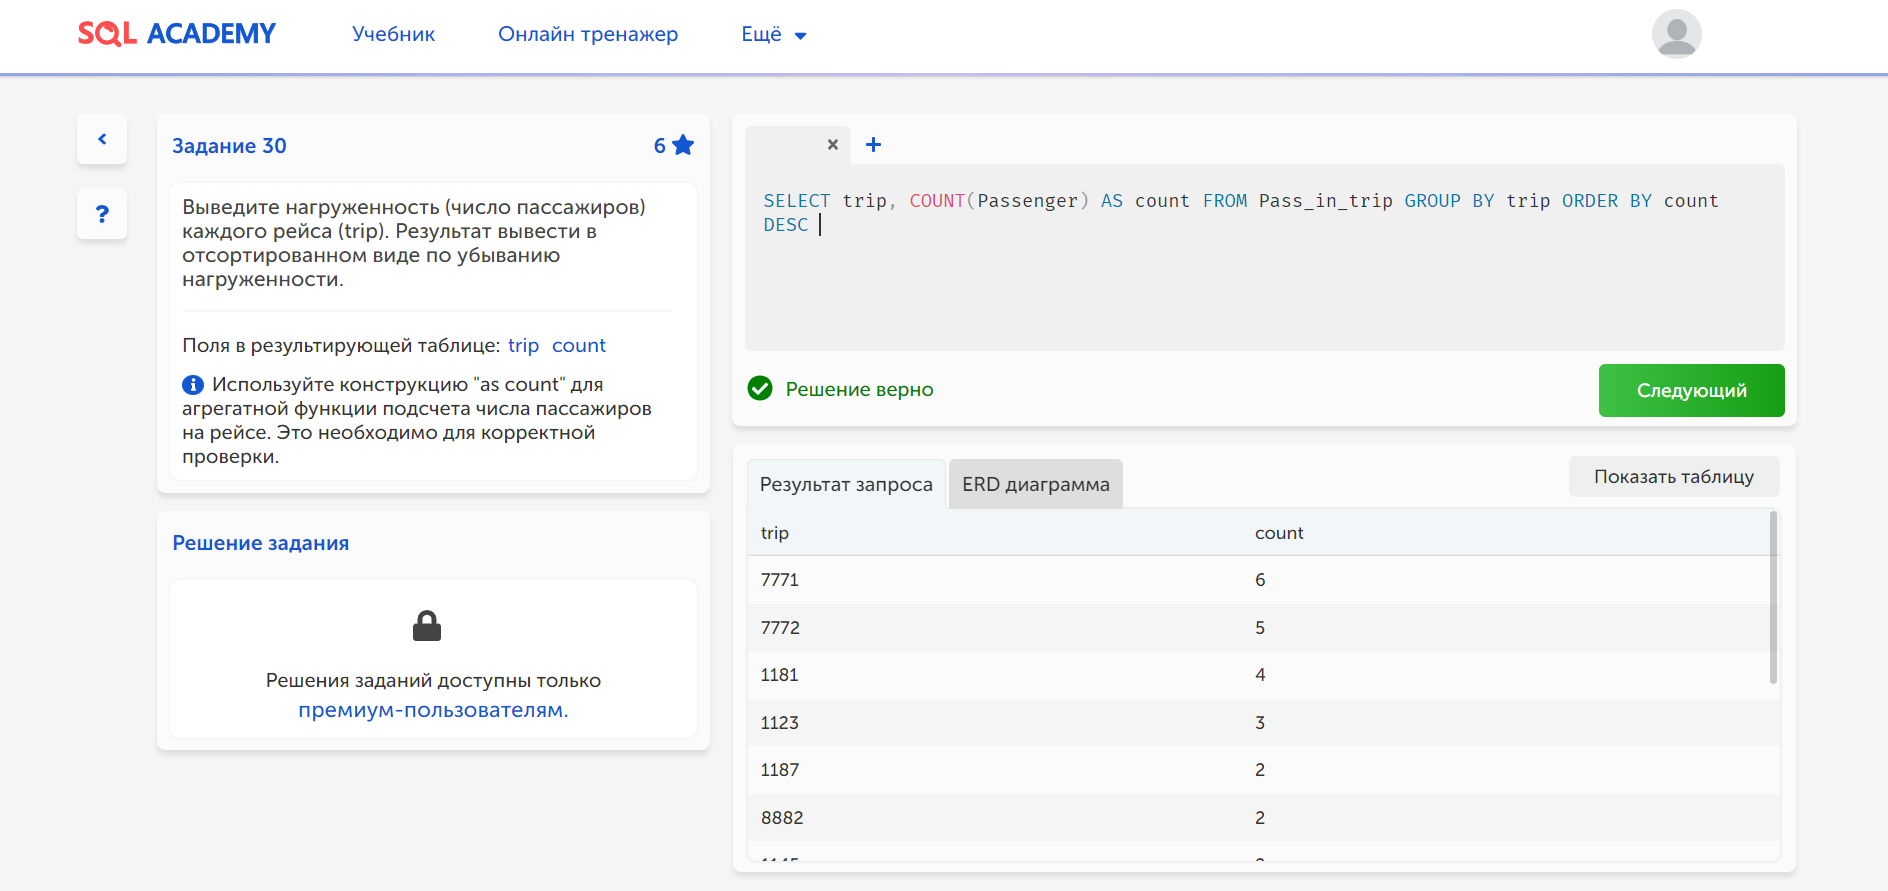 SQL ACADEMY
Учебник
Онлайн тренажер
Ещё
Задание 30
6
Выведите нагруженность (число пассажиров)
каждого рейса (trip). Результат вывести в
отсортированном виде по убыванию
нагруженности.
Поля в результирующей таблице: trip count
Используйте конструкцию "as count" для
агрегатной функции подсчета числа пассажиров
на рейсе. Это необходимо для корректной
проверки.
Решение задания
Решения заданий доступны только
премиум-пользователям.
SELECT trip, COUNT(Passenger) AS count FROM Pass_in_trip GROUP BY trip ORDER BY count
DESC
Решение верно
Следующий
Результат запроса
ERD диаграмма
Показать таблицу
trip count
7771 6
7772 5
1181 4
1123 3
1187 2
8882 2